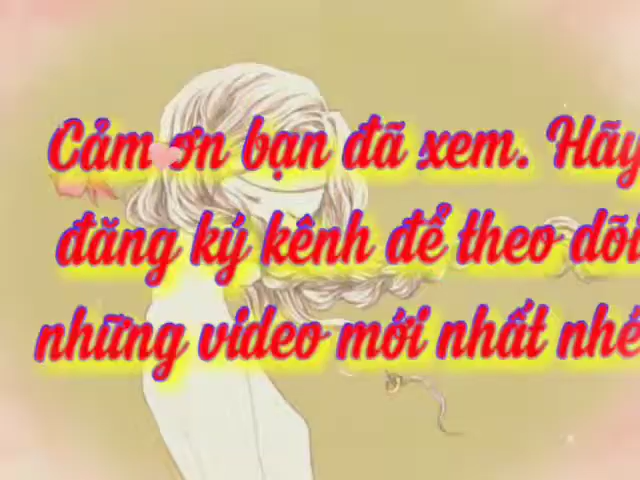 Cảm ơn bạn đã xem. Hãy
đăng ký kênh để theo dõi
những video mới nhất nhé